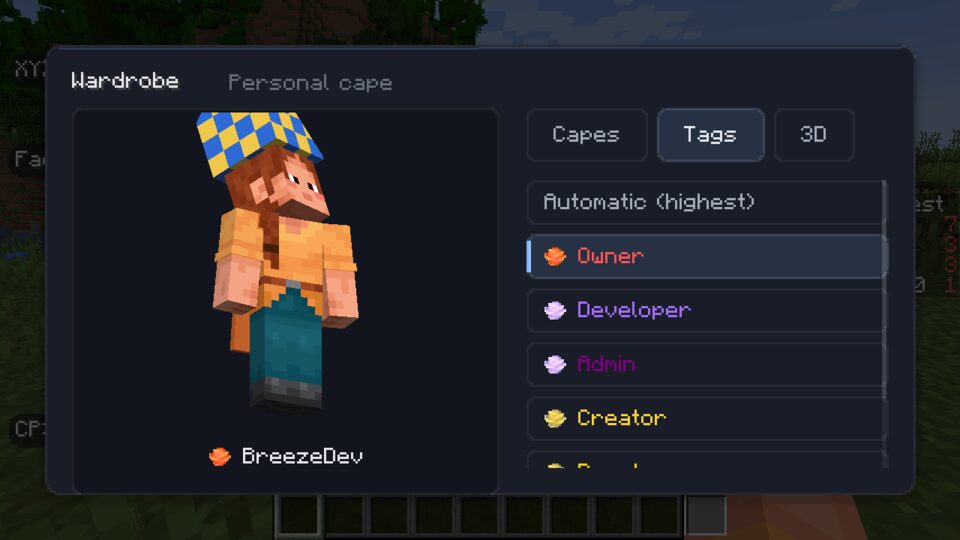 Wardrobe Personal cape
Capes Tags 3D
Automatic (highest)
Owner
Developer
Admin
Creator
BreezeDev